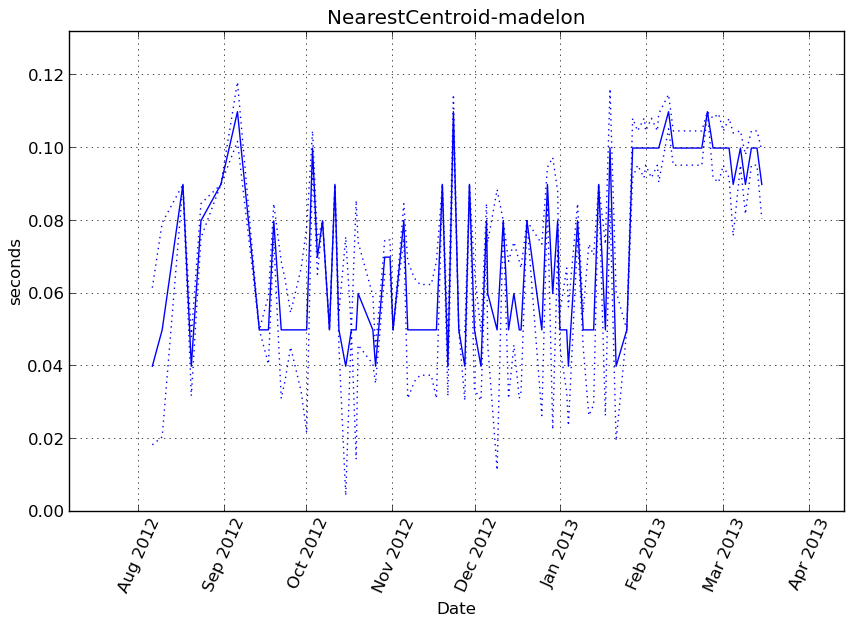 NearestCentroid-madelon
0.12
0.10
0.08
0.06
0.04
0.02
0.00
seconds
Aug 2012
Sep 2012
Oct 2012
Nov 2012
Dec 2012
Jan 2013
Feb 2013
Mar 2013
Apr 2013
Date